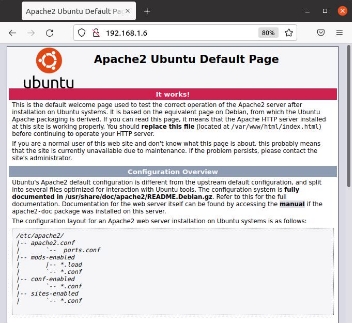 Apache2 Ubuntu Default Pa
192.168.1.6
80%
ubuntu
Apache2 Ubuntu Default Page
It works!
This is the default welcome page used to test the correct operation of the Apache2 server after
installation on Ubuntu systems. It is based on the equivalent page on Debian, from which the Ubuntu
Apache packaging is derived. If you can read this page, it means that the Apache HTTP server installed
at this site is working properly. You should replace this file (located at /var/www/html/index.html)
before continuing to operate your HTTP server.
If you are a normal user of this web site and don't know what this page is about, this probably means
that the site is currently unavailable due to maintenance. If the problem persists, please contact the
site's administrator.
Configuration Overview
Ubuntu's Apache2 default configuration is different from the upstream default configuration, and split
into several files optimized for interaction with Ubuntu tools. The configuration system is fully
documented in /usr/share/doc/apache2/README.Debian.gz. Refer to this for the full
documentation. Documentation for the web server itself can be found by accessing the manual if the
apache2-doc package was installed on this server.
The configuration layout for an Apache2 web server installation on Ubuntu systems is as follows:
/etc/apache2/
|-- apache2.conf
|       `--  ports.conf
|-- mods-enabled
|       |-- *.load
|       `-- *.conf
|-- conf-enabled
|       `-- *.conf
|-- sites-enabled
|       `-- *.conf